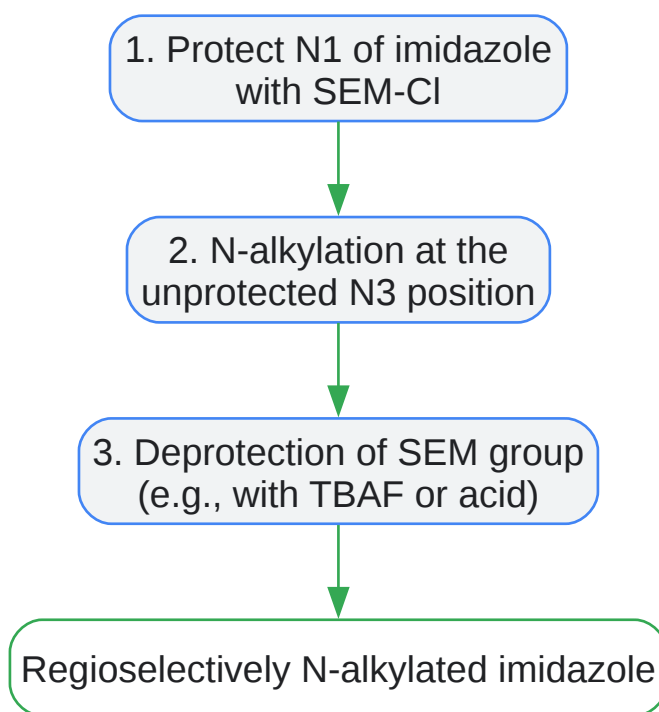 1. Protect N1 of imidazole
with SEM-Cl
2. N-alkylation at the
unprotected N3 position
3. Deprotection of SEM group
(e.g., with TBAF or acid)
Regioselectively N-alkylated imidazole